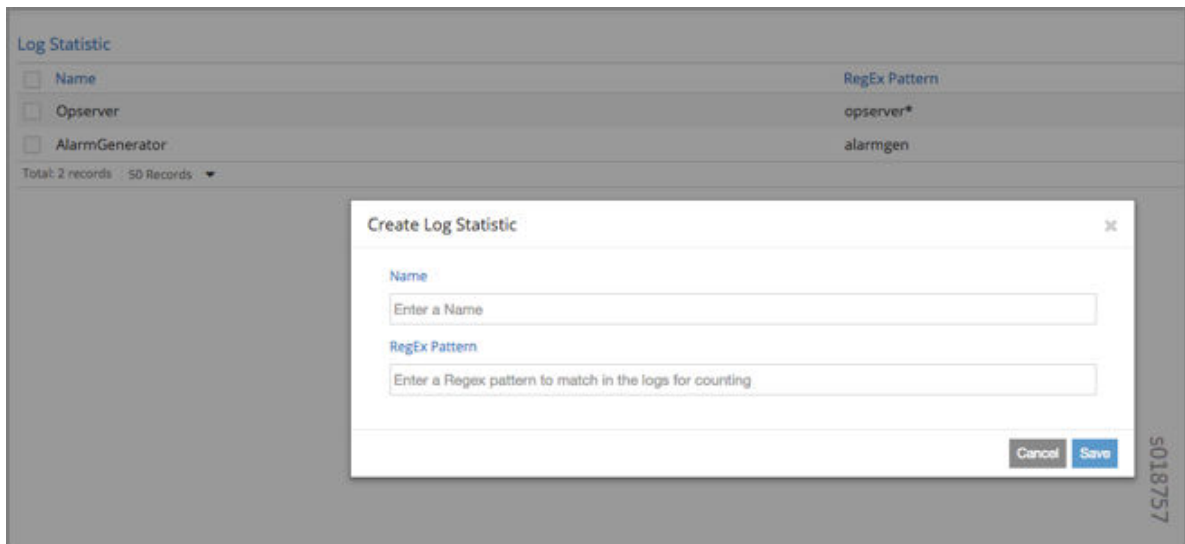 Log Statistic
Name RegEx Pattern
Opserver opserver*
AlarmGenerator alarmgen
Total: 2 records 50 Records
Create Log Statistic
Name
Enter a Name
RegEx Pattern
Enter a Regex pattern to match in the logs for counting
Cancel Save
s018757